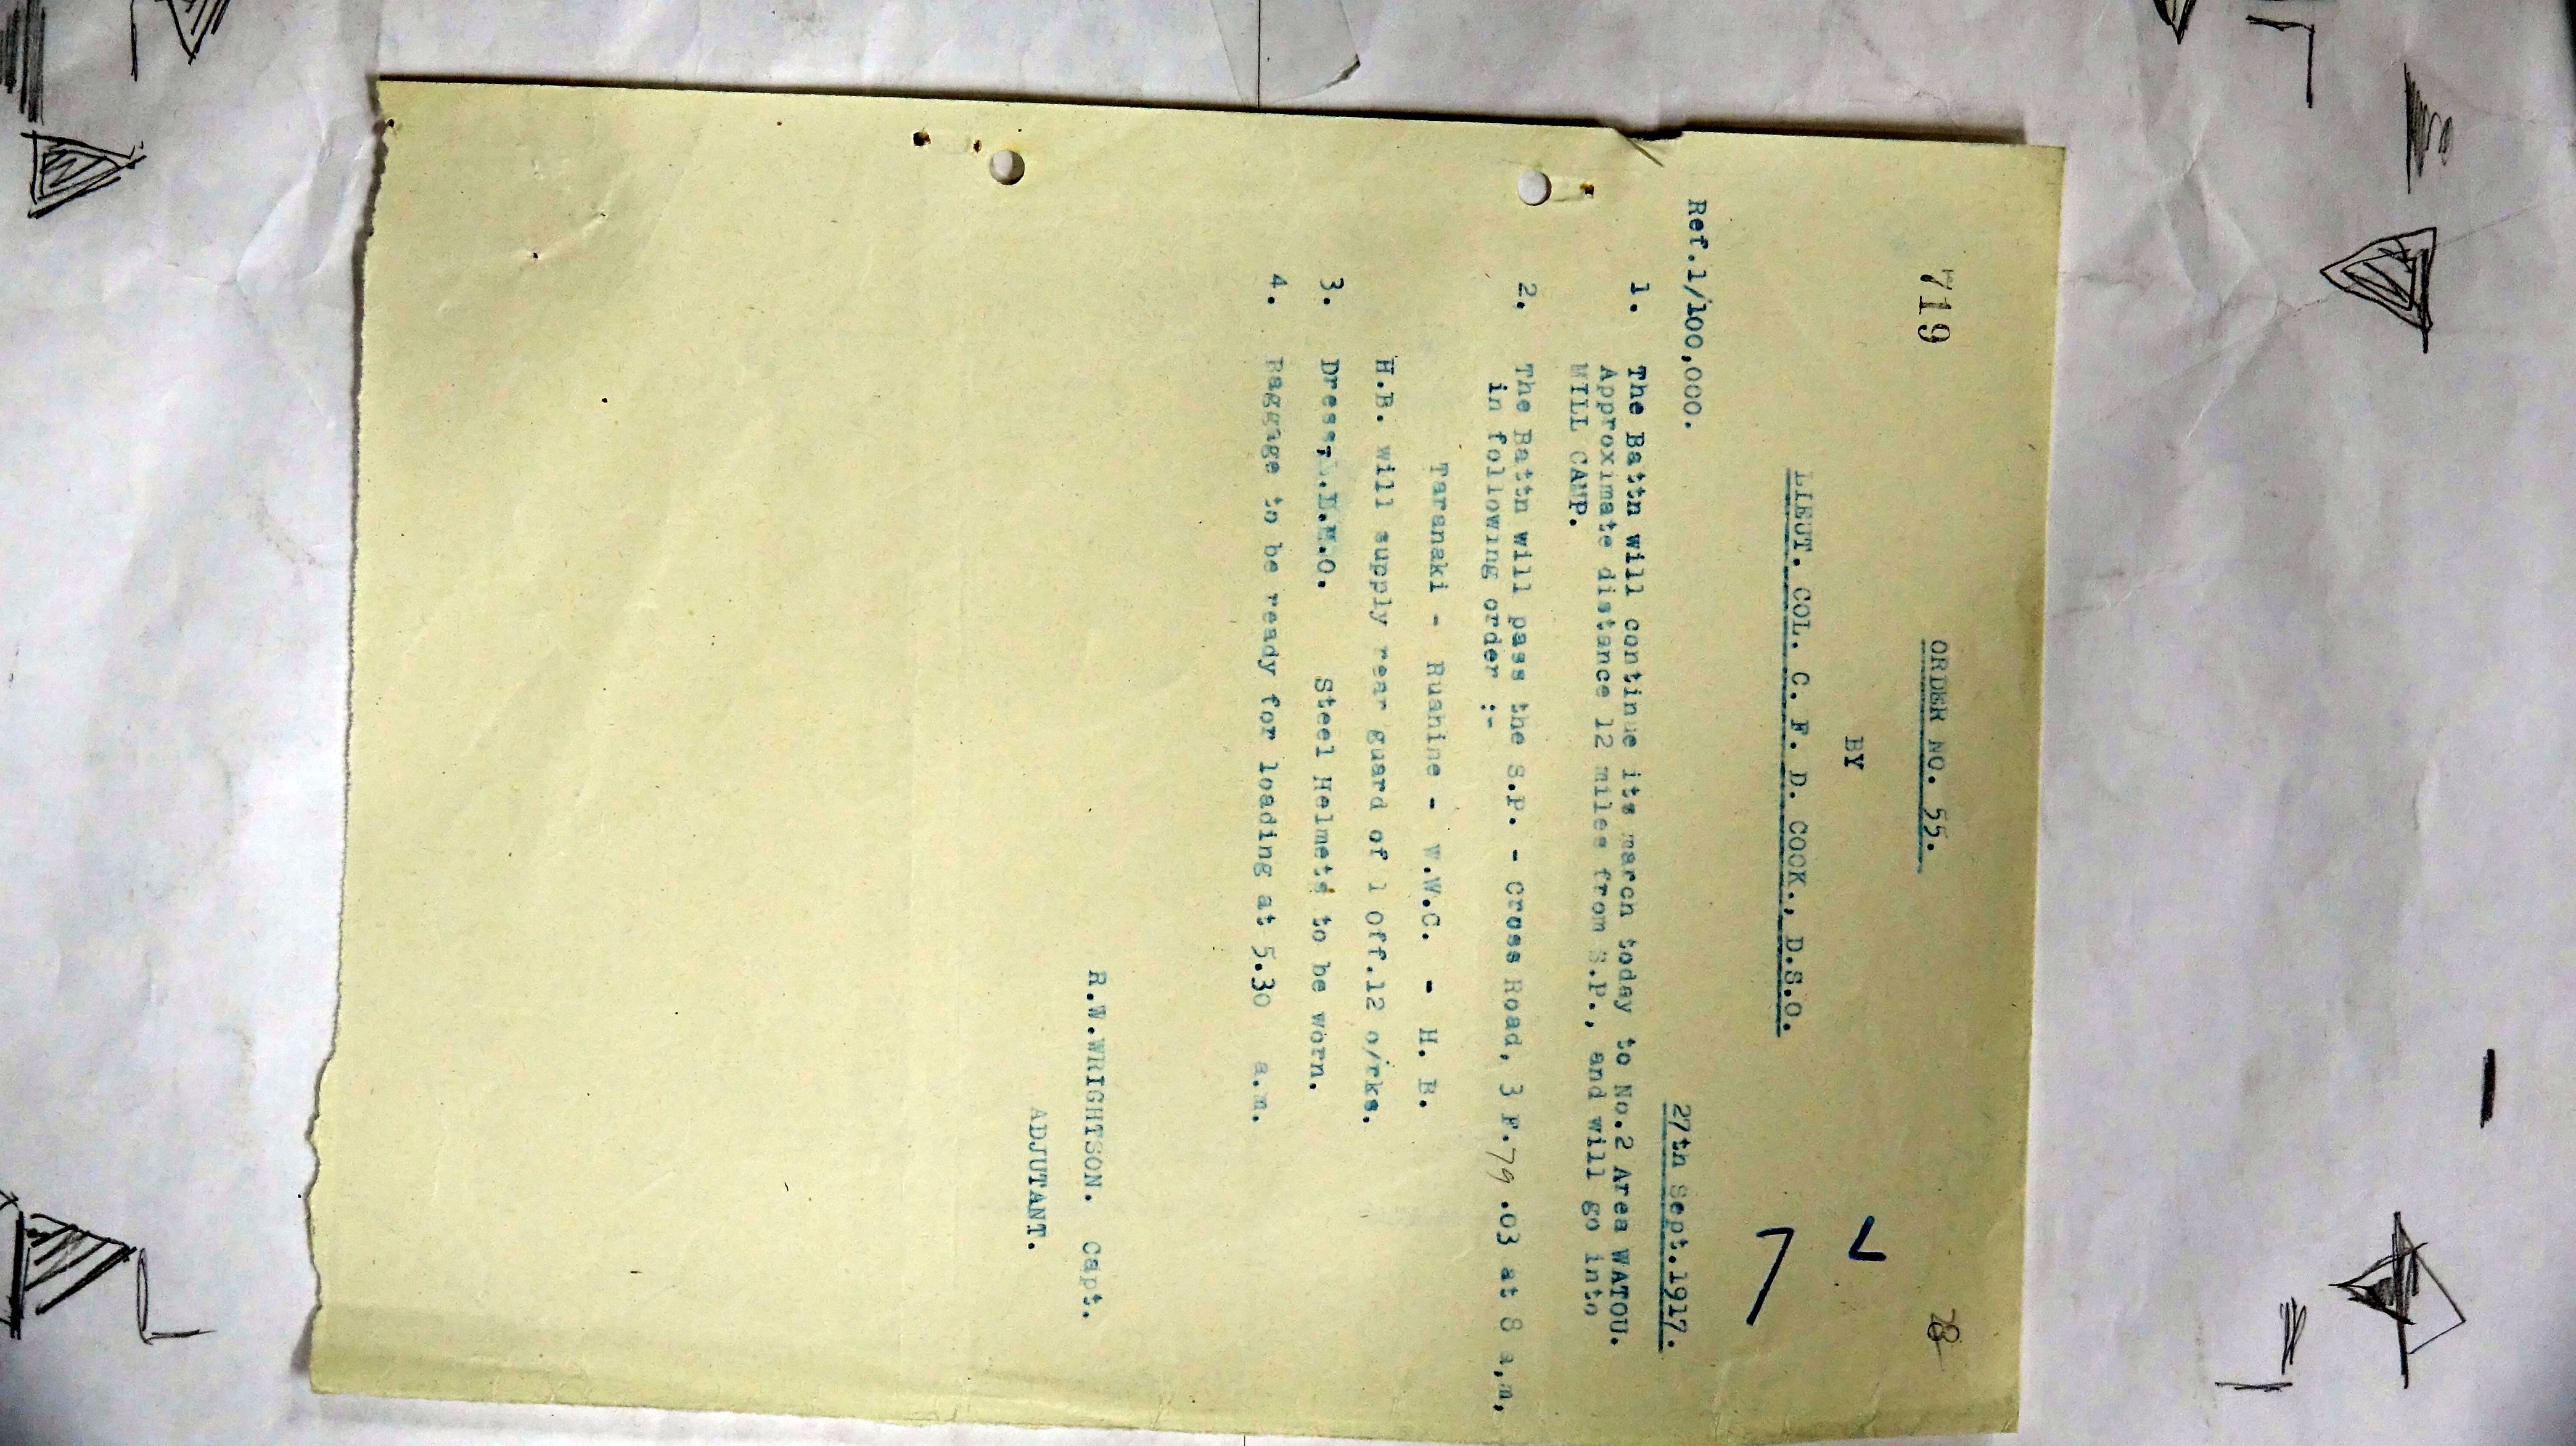 719
ORDER NO. 55.
28
BY
LIEUT. COL. C. F. D. COOK., D.S.O.
7
Ref.1/100,000.
27th Sept.1917.
1. The Battn will continue its march today to No.2 Area WATOU.
Approximate distance 12 miles from S.P., and will go into
MILL CAMP.
2. The Battn will pass the S.P. - Cross Road, 3 F.79.03 at 8 a,m,
in following order :-
Taranaki - Ruahine - W.W.C. - H. B.
H.B. will supply rear guard of 1 Off.12 o/rks.
3. Dress, Steel Helmets to be worn.
4. Baggage to be ready for loading at 5.30 a.m.
R.W.WRIGHTSON. Capt.
ADJUTANT.